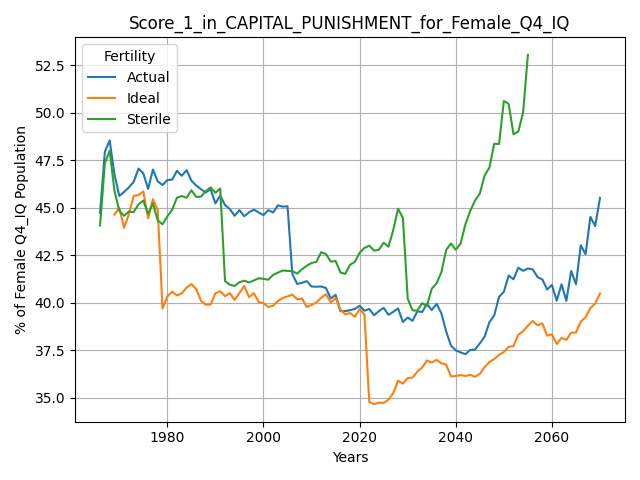 Score_1_in_CAPITAL_PUNISHMENT_for_Female_Q4_IQ
Fertility
Actual
Ideal
Sterile
% of Female Q4_IQ Population
52.5
50.0
47.5
45.0
42.5
40.0
37.5
35.0
1980 2000 2020 2040 2060
Years